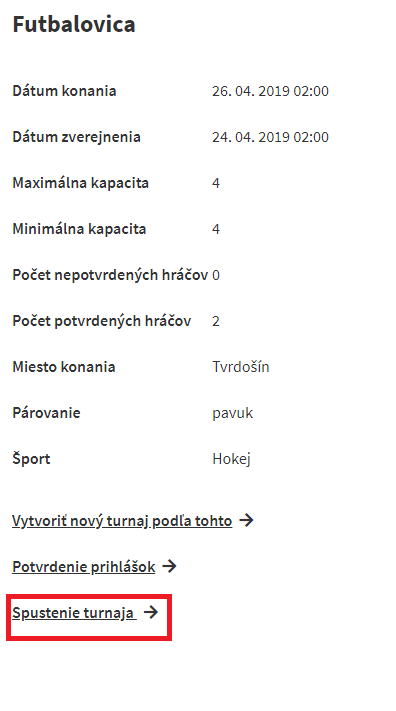 Futbalovica
Dátum konania 26. 04. 2019 02:00
Dátum zverejnenia 24. 04. 2019 02:00
Maximálna kapacita 4
Minimálna kapacita 4
Počet nepotvrdených hráčov 0
Počet potvrdených hráčov 2
Miesto konania Tvrdošín
Párovanie pavuk
Šport Hokej
Vytvoriť nový turnaj podľa tohto →
Potvrdenie prihlášok →
Spustenie turnaja →